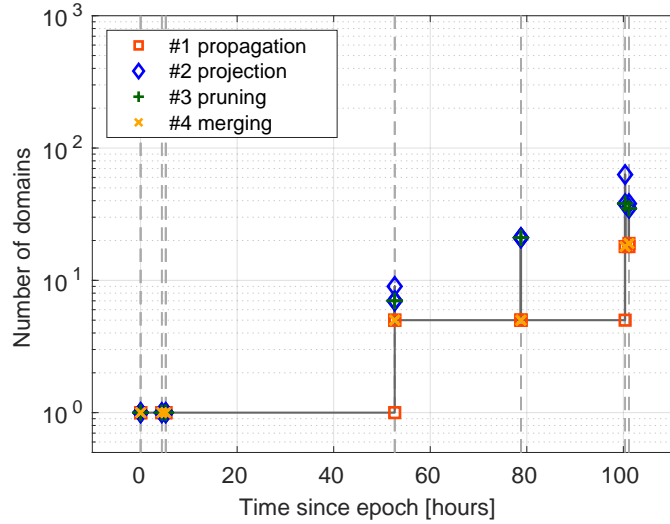 10^3
10^2
10^1
10^0
Number of domains
#1 propagation
#2 projection
#3 pruning
#4 merging
0 20 40 60 80 100
Time since epoch [hours]